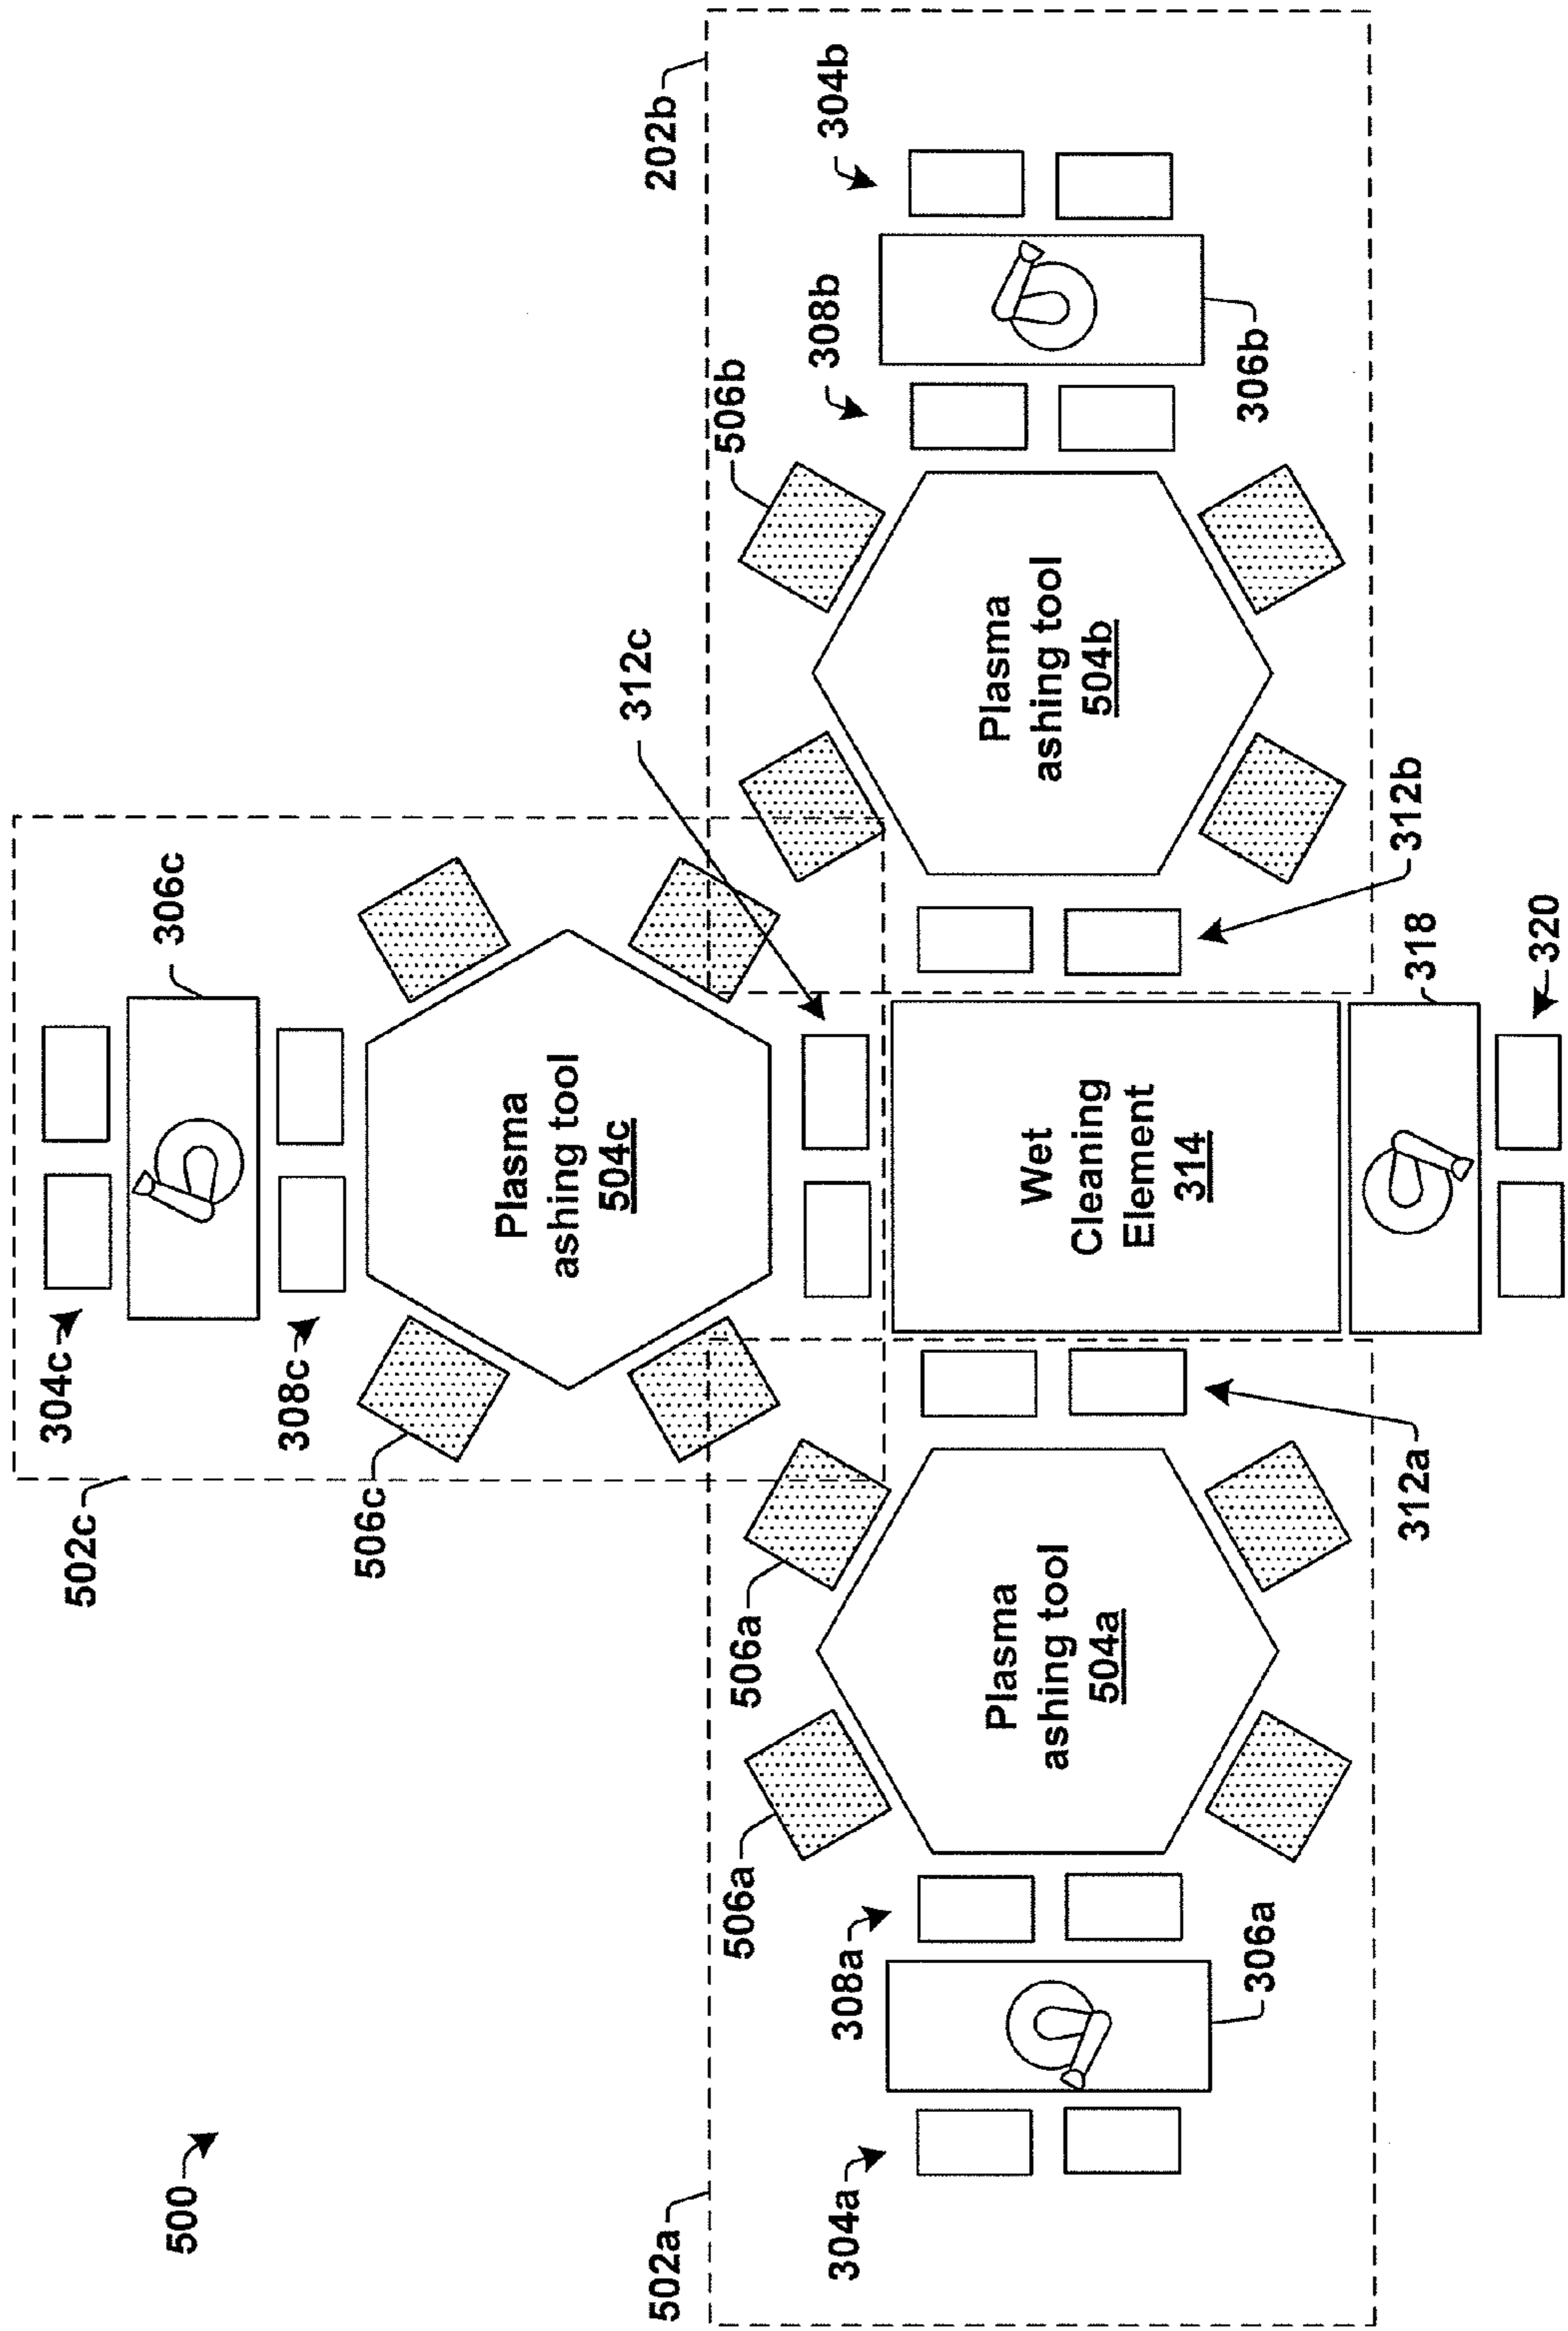 500
502c
304c
306c
308c
506c
Plasma
ashing tool
504c
312c
502a
202b
506a
506a
506b
304a
308a
308b
304b
Plasma
ashing tool
504a
Wet
Cleaning
Element
314
Plasma
ashing tool
504b
306a
306b
312a
318
312b
320